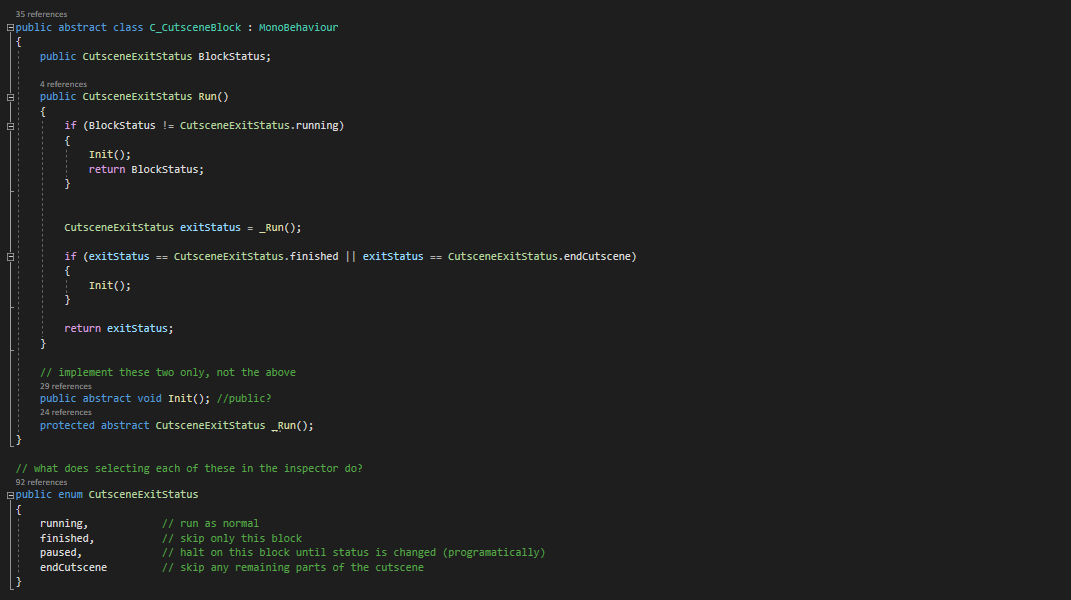 35 references
public abstract class C_CutsceneBlock : MonoBehaviour
{
public CutsceneExitStatus BlockStatus;
4 references
public CutsceneExitStatus Run()
{
if (BlockStatus != CutsceneExitStatus.running)
{
Init();
return BlockStatus;
}
CutsceneExitStatus exitStatus = _Run();
if (exitStatus == CutsceneExitStatus.finished || exitStatus == CutsceneExitStatus.endCutscene)
{
Init();
}
return exitStatus;
}
// implement these two only, not the above
29 references
public abstract void Init(); //public?
24 references
protected abstract CutsceneExitStatus _Run();
}
// what does selecting each of these in the inspector do?
92 references
public enum CutsceneExitStatus
{
running, // run as normal
finished, // skip only this block
paused, // halt on this block until status is changed (programatically)
endCutscene // skip any remaining parts of the cutscene
}